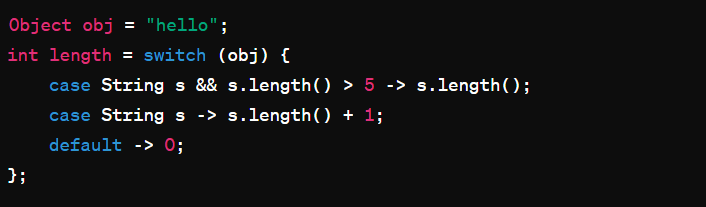 Object obj = "hello";
int length = switch (obj) {
    case String s && s.length() > 5 -> s.length();
    case String s -> s.length() + 1;
    default -> 0;
};